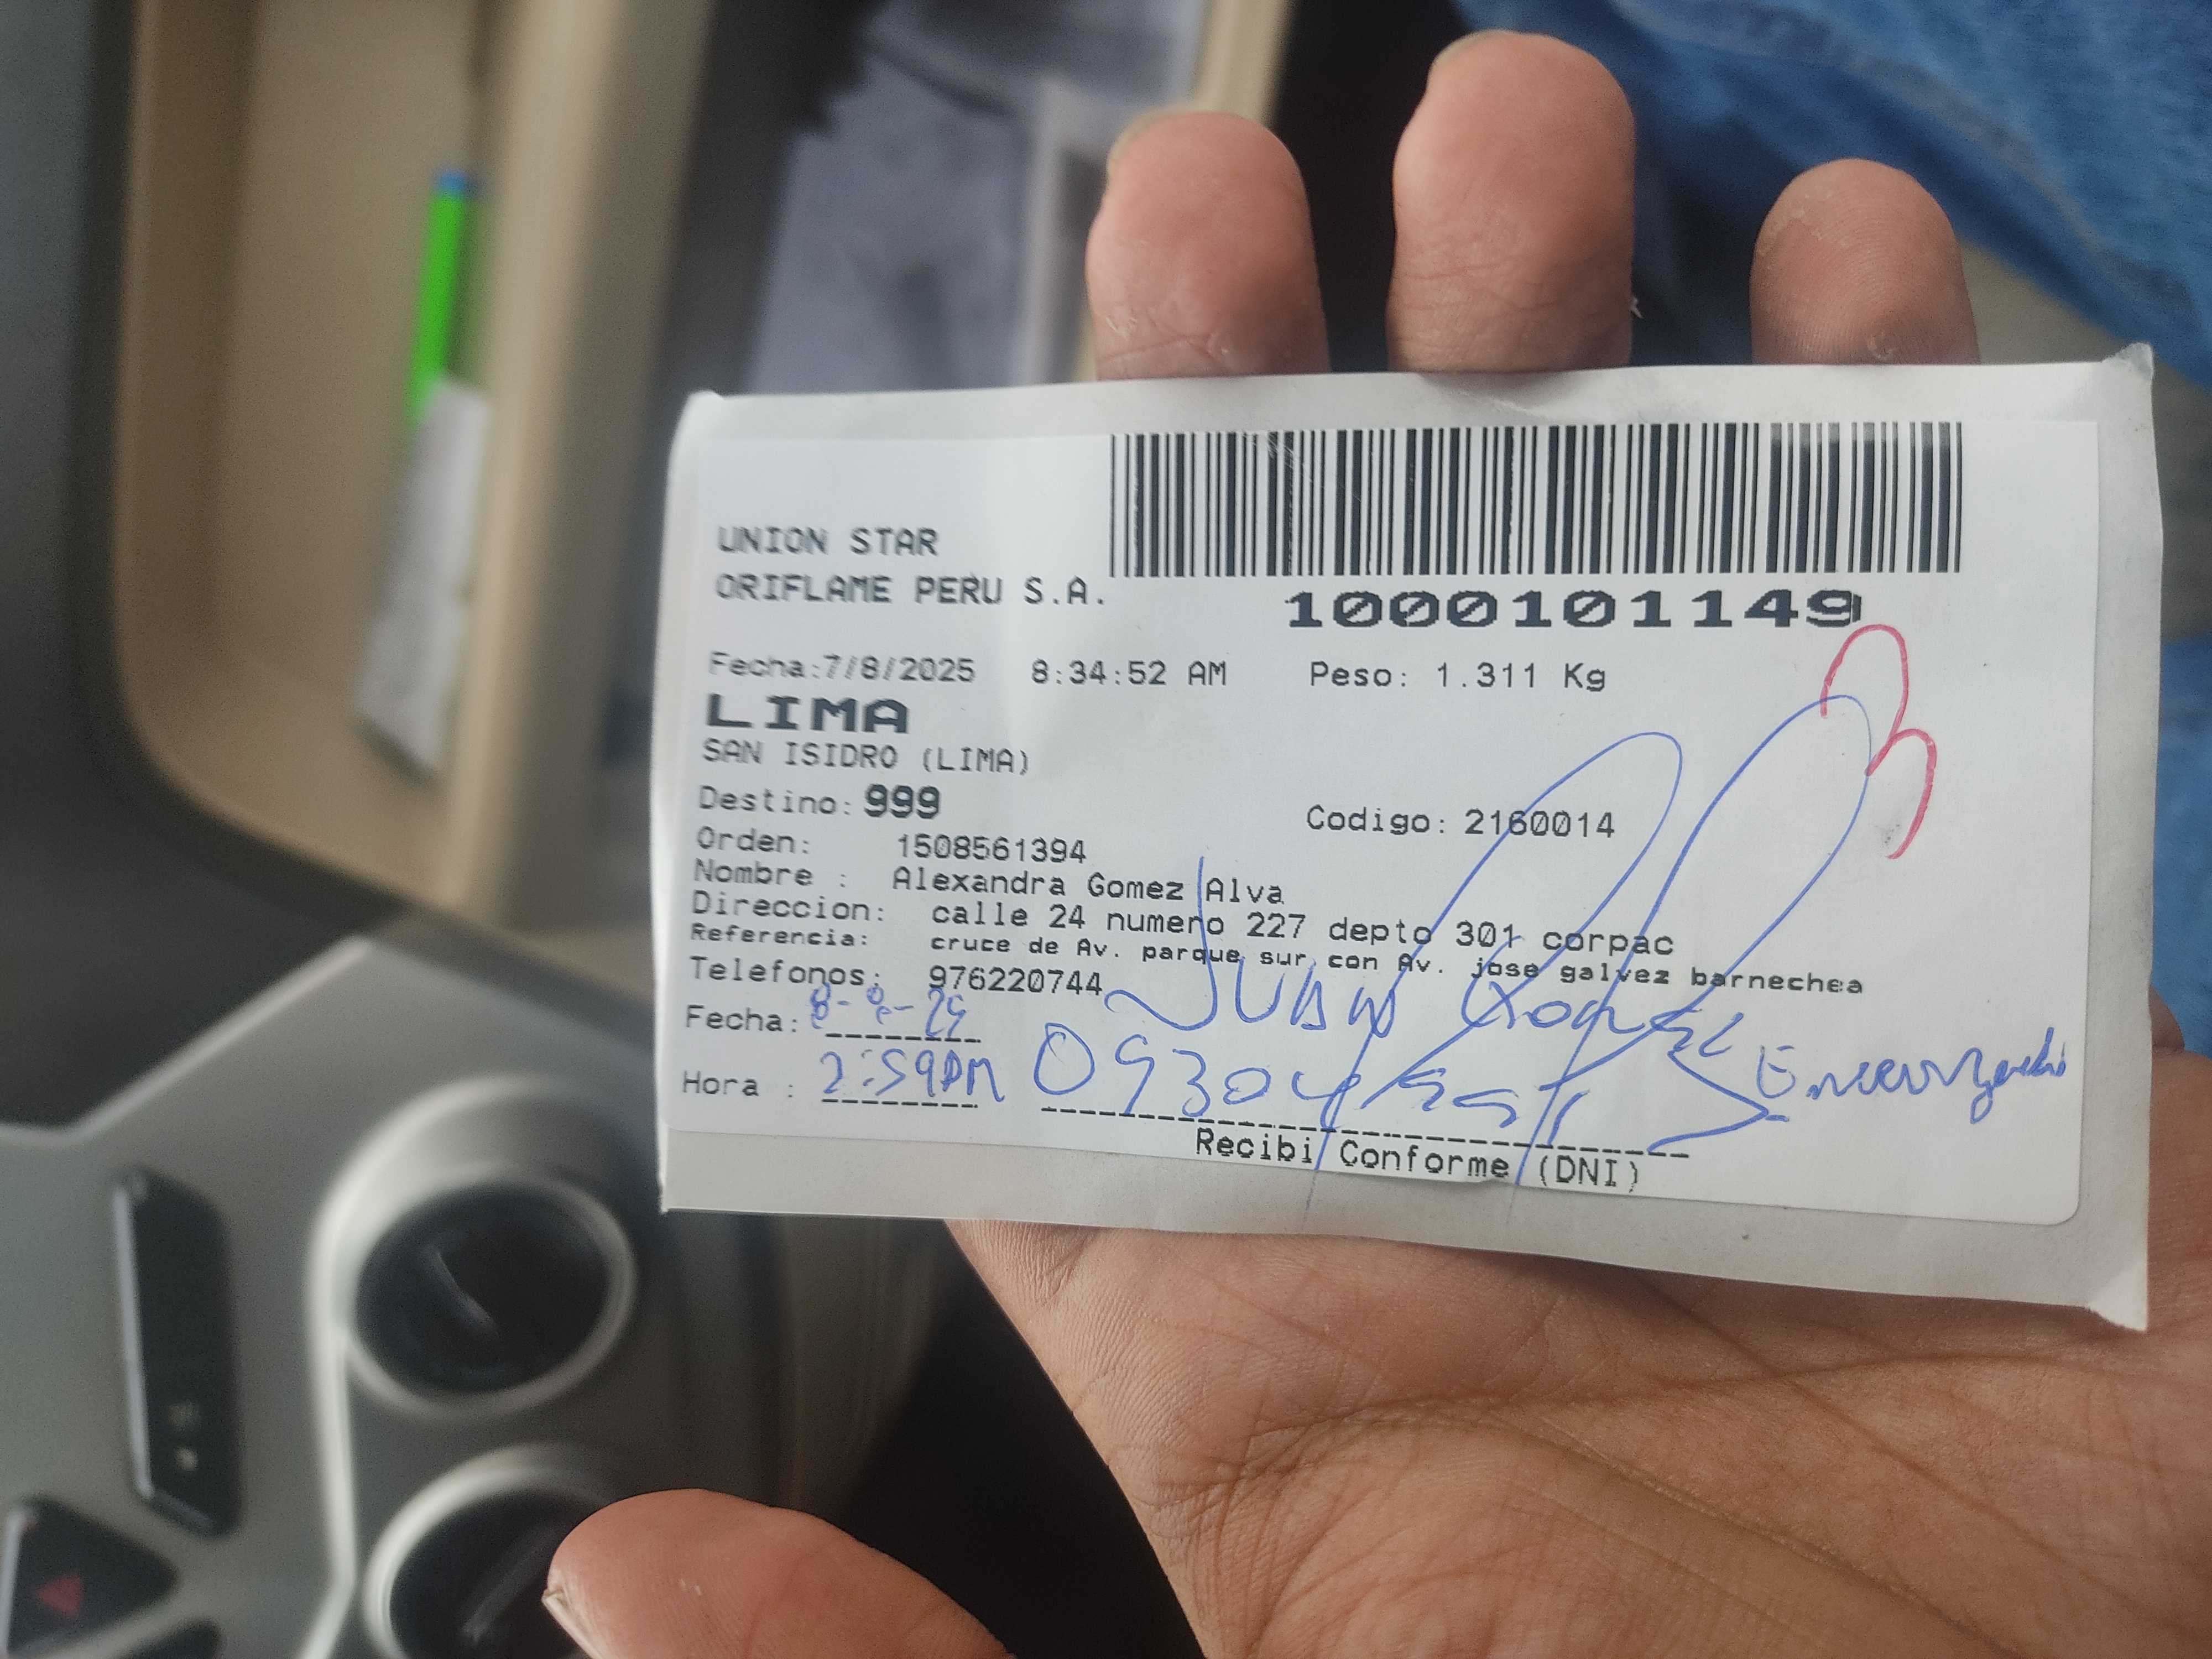 UNION STAR
ORIFLAME PERU S.A.
1000101149
Fecha:7/8/2025 8:34:52 AM Peso: 1.311 Kg
LIMA
SAN ISIDRO (LIMA)
Destino: 999 Codigo: 2160014
Orden: 1508561394
Nombre : Alexandra Gomez Alva
Direccion: calle 24 numero 227 depto 301 corpac
Referencia: cruce de Av. parque sur con Av. jose galvez barnechea
Telefonos: 976220744
Juan
Fecha:
Hora : 2:59PM
Encargado
Recibi Conforme (DNI)
3